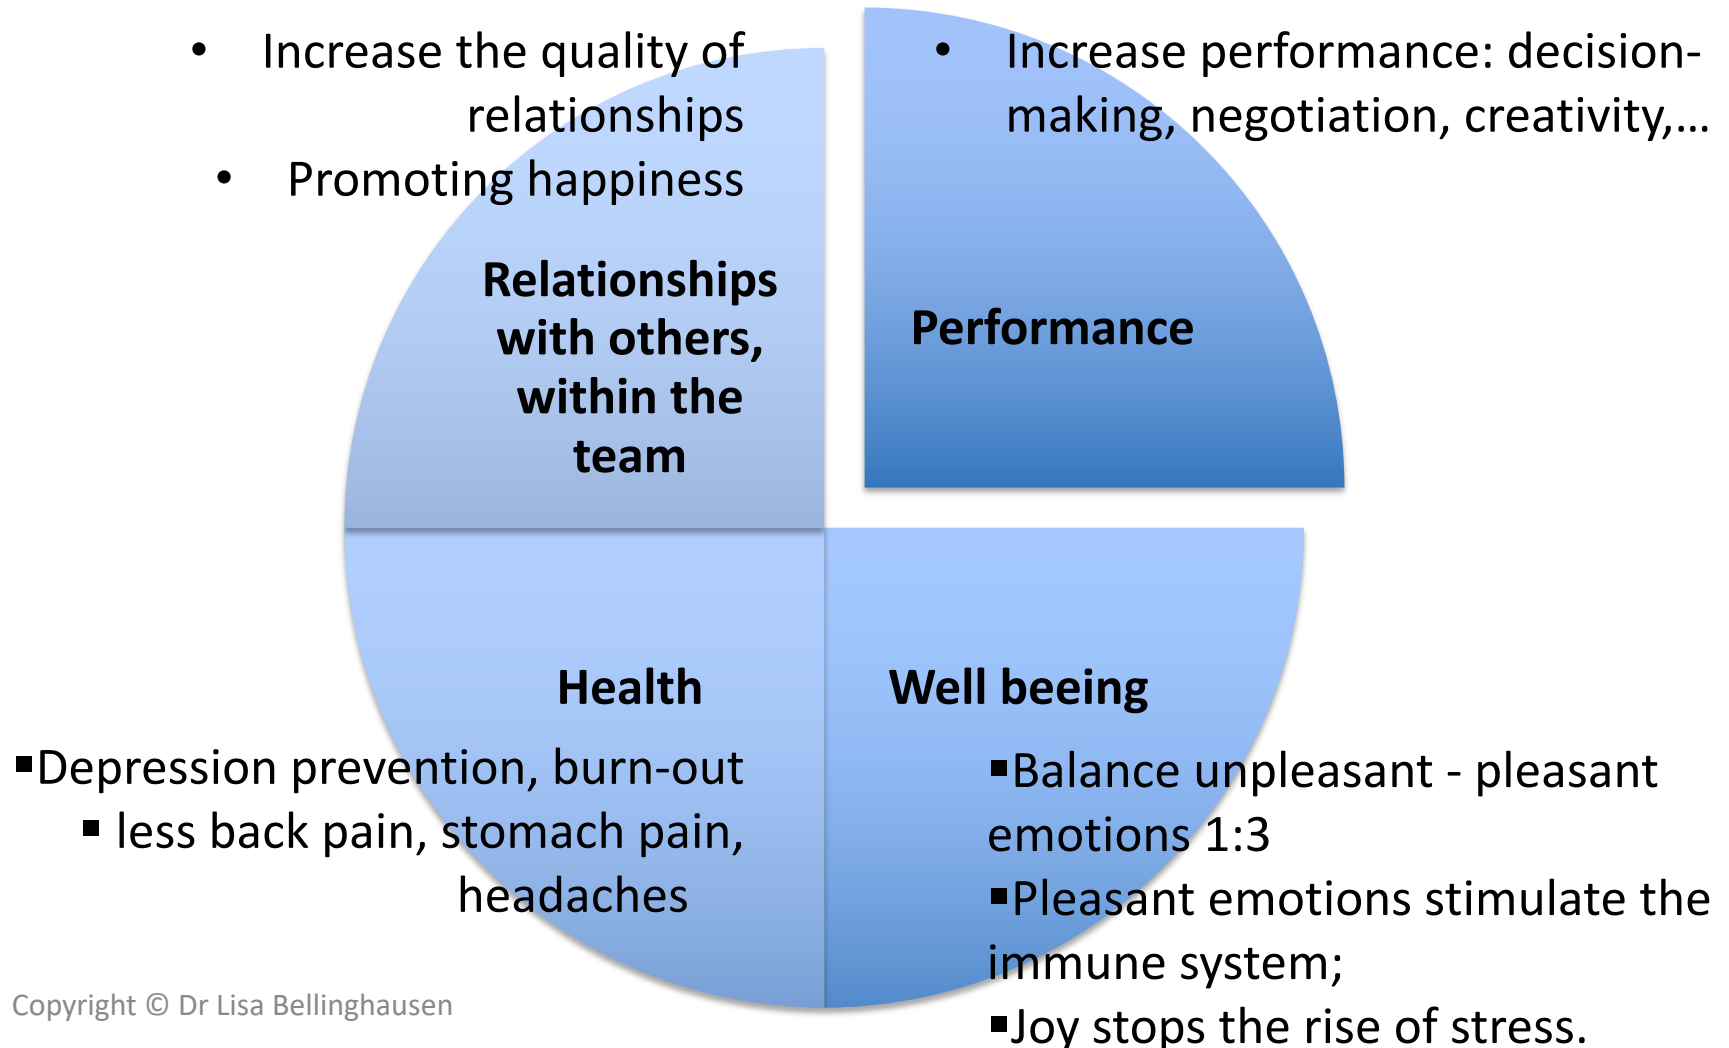 • Increase the quality of
relationships
• Promoting happiness
Relationships
with others,
within the
team
• Increase performance: decision-
making, negotiation, creativity,...
Performance
Health
▪Depression prevention, burn-out
▪ less back pain, stomach pain,
headaches
Well beeing
▪Balance unpleasant - pleasant
emotions 1:3
▪Pleasant emotions stimulate the
immune system;
▪Joy stops the rise of stress.
Copyright © Dr Lisa Bellinghausen